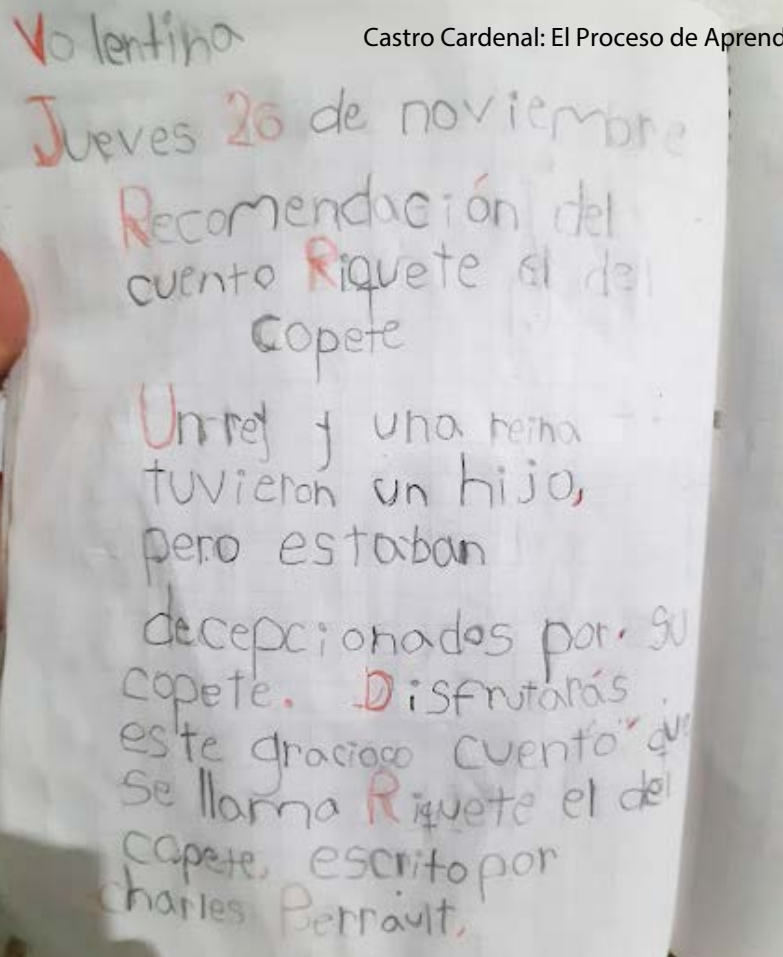 Castro Cardenal: El Proceso de Aprend
Valentina
Jueves 26 de noviembre
Recomendación del
cuento Riquete el del
copete
Un rey y una reina
tuvieron un hijo,
pero estaban
decepcionados por su
copete. Disfrutarás
este gracioso cuento que
se llama Riquete el del
copete, escrito por
Charles Perrault.